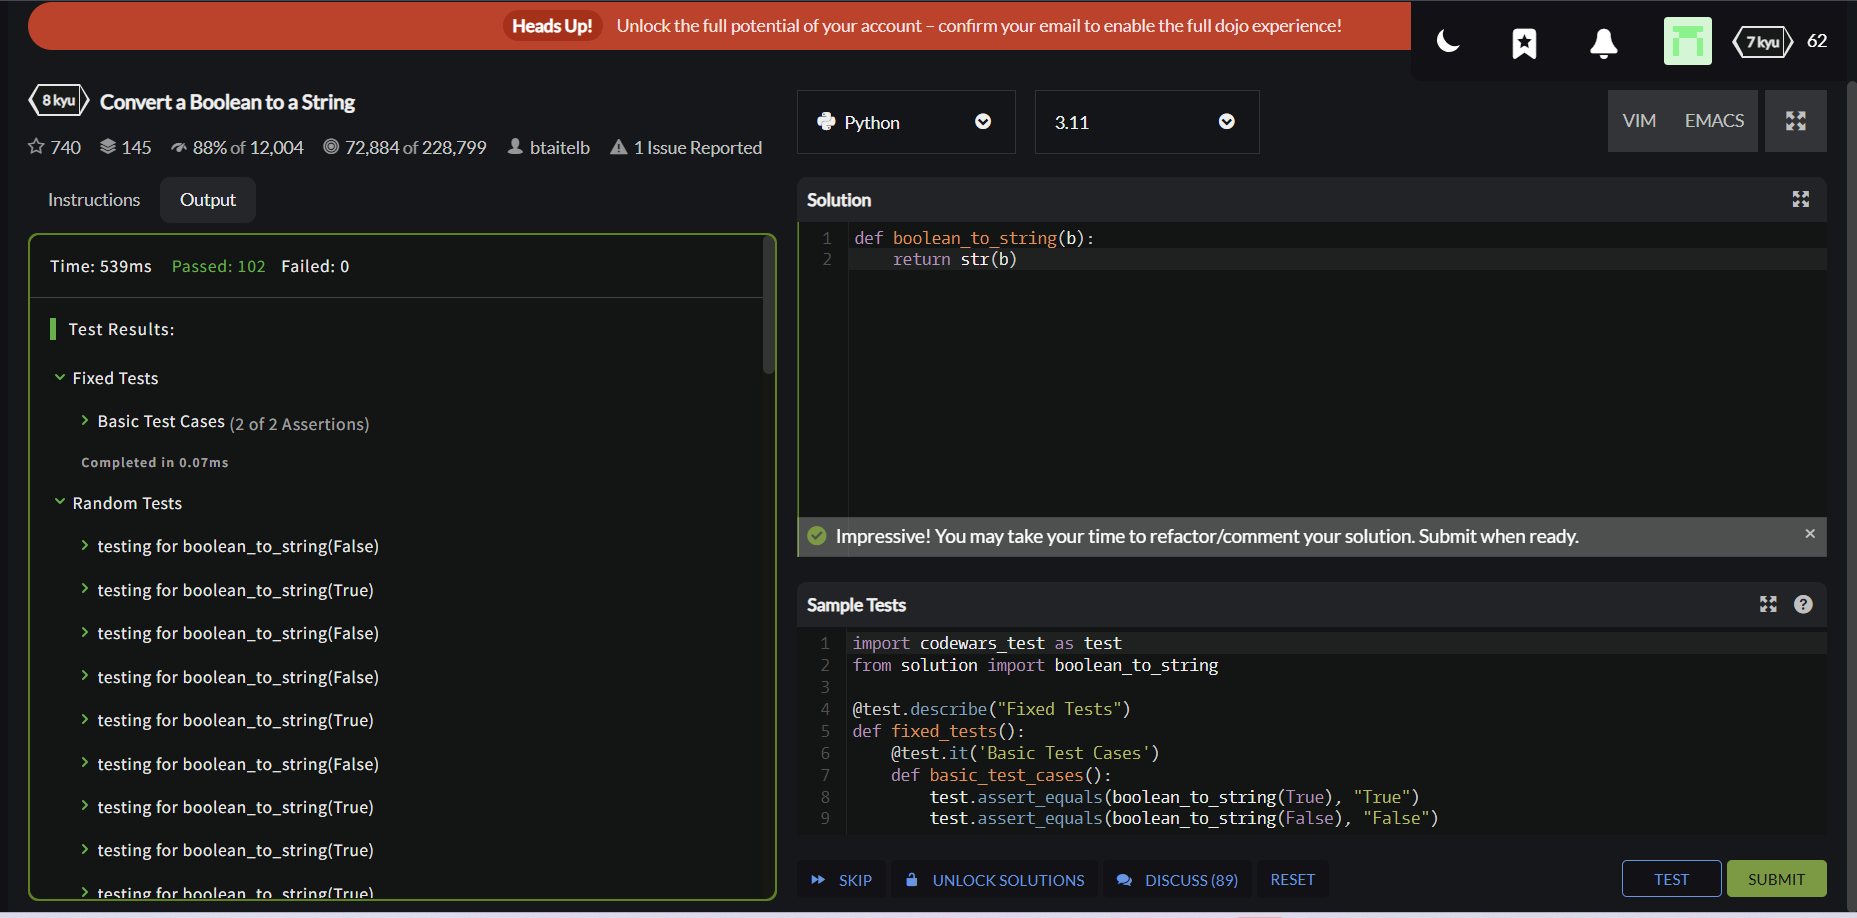 Heads Up! Unlock the full potential of your account – confirm your email to enable the full dojo experience!
7 kyu 62
8 kyu Convert a Boolean to a String
740 145 88% of 12,004 72,884 of 228,799 btaitelb 1 Issue Reported
Instructions Output
Time: 539ms Passed: 102 Failed: 0
Test Results:
Fixed Tests
Basic Test Cases (2 of 2 Assertions)
Completed in 0.07ms
Random Tests
testing for boolean_to_string(False)
testing for boolean_to_string(True)
testing for boolean_to_string(False)
testing for boolean_to_string(False)
testing for boolean_to_string(True)
testing for boolean_to_string(False)
testing for boolean_to_string(True)
testing for boolean_to_string(True)
testing for boolean_to_string(True)
Python 3.11 VIM EMACS
Solution
1 def boolean_to_string(b):
2     return str(b)
Impressive! You may take your time to refactor/comment your solution. Submit when ready. ×
Sample Tests ?
1 import codewars_test as test
2 from solution import boolean_to_string
3
4 @test.describe("Fixed Tests")
5 def fixed_tests():
6     @test.it('Basic Test Cases')
7     def basic_test_cases():
8         test.assert_equals(boolean_to_string(True), "True")
9         test.assert_equals(boolean_to_string(False), "False")
SKIP UNLOCK SOLUTIONS DISCUSS (89) RESET TEST SUBMIT